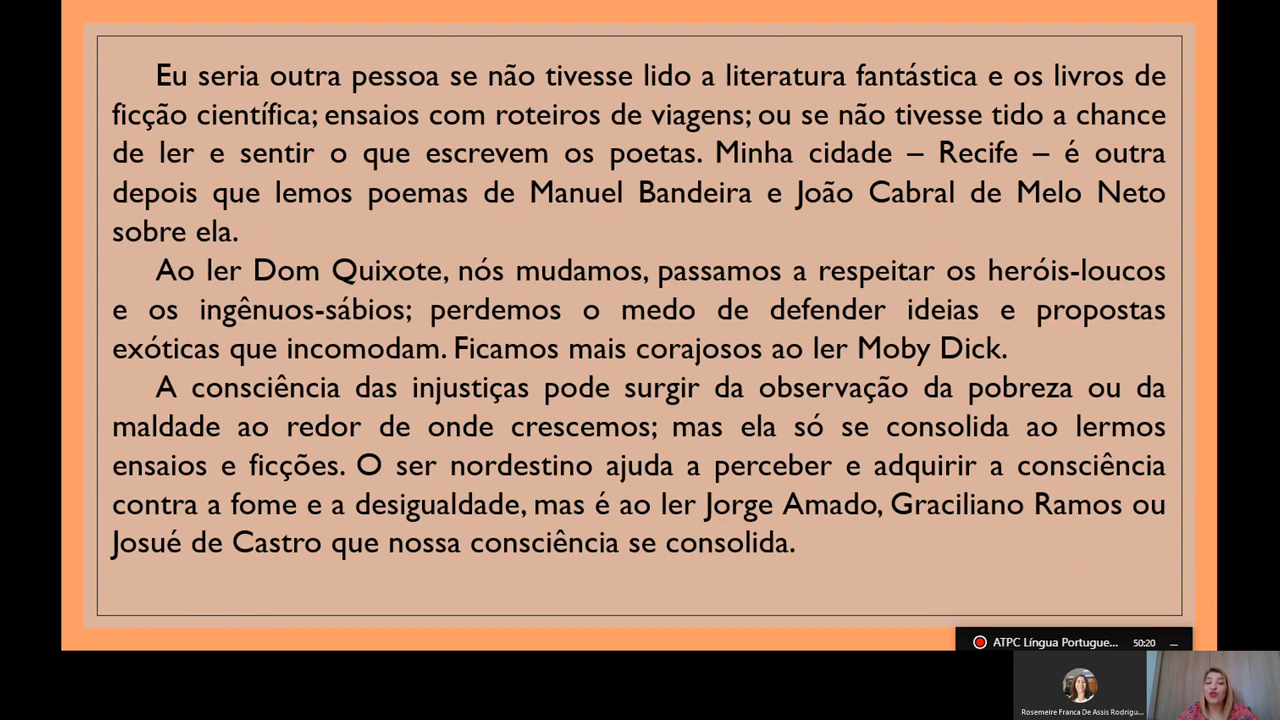 Eu seria outra pessoa se não tivesse lido a literatura fantástica e os livros de
ficção científica; ensaios com roteiros de viagens; ou se não tivesse tido a chance
de ler e sentir o que escrevem os poetas. Minha cidade – Recife – é outra
depois que lemos poemas de Manuel Bandeira e João Cabral de Melo Neto
sobre ela.
Ao ler Dom Quixote, nós mudamos, passamos a respeitar os heróis-loucos
e os ingênuos-sábios; perdemos o medo de defender ideias e propostas
exóticas que incomodam. Ficamos mais corajosos ao ler Moby Dick.
A consciência das injustiças pode surgir da observação da pobreza ou da
maldade ao redor de onde crescemos; mas ela só se consolida ao lermos
ensaios e ficções. O ser nordestino ajuda a perceber e adquirir a consciência
contra a fome e a desigualdade, mas é ao ler Jorge Amado, Graciliano Ramos ou
Josué de Castro que nossa consciência se consolida.
ATPC Língua Portugue... 50:20
Rosemeire Franca De Assis Rodrigu...